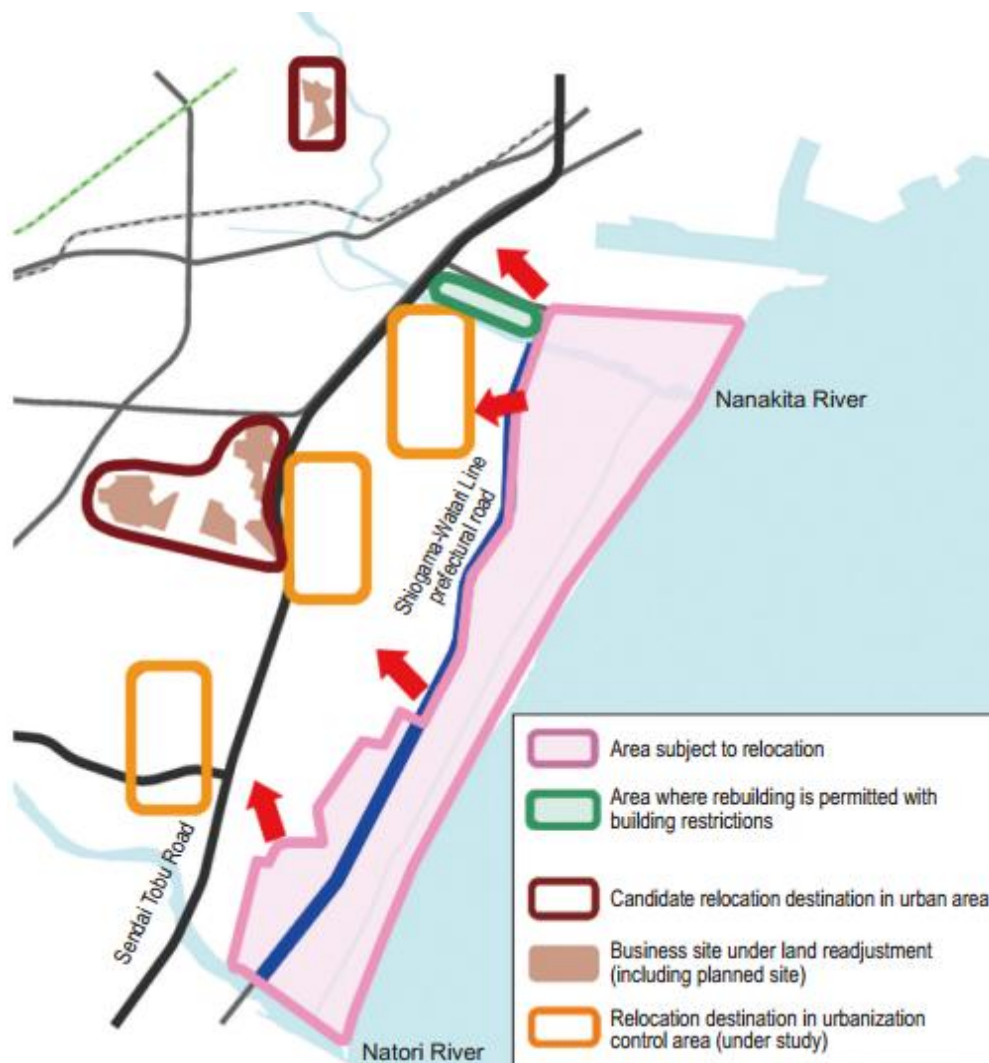 Nanakita River
Shiogama-Watari Line
prefectural road
Sendai Tobu Road
Natori River
Area subject to relocation
Area where rebuilding is permitted with
building restrictions
Candidate relocation destination in urban area
Business site under land readjustment
(including planned site)
Relocation destination in urbanization
control area (under study)